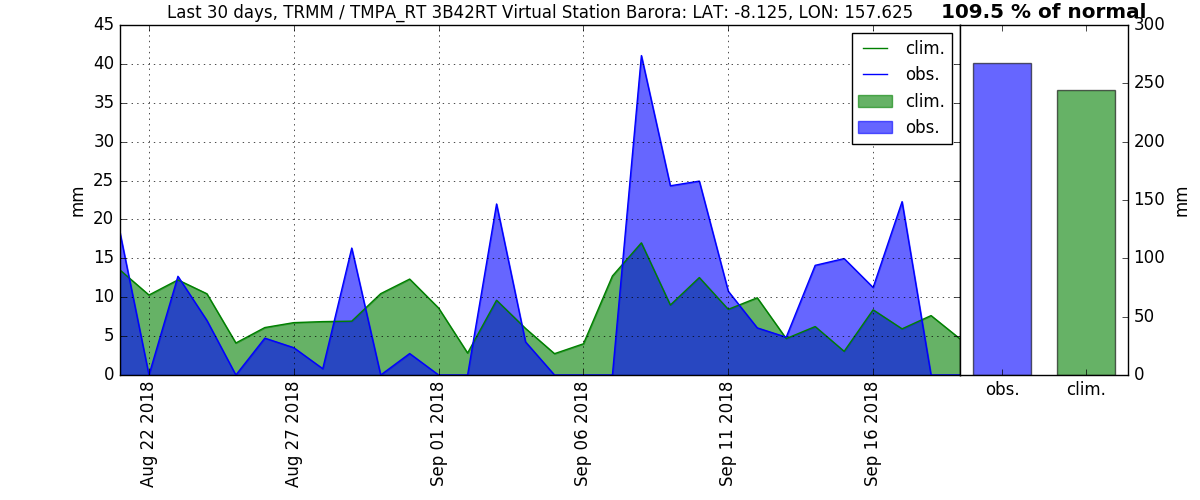 Last 30 days, TRMM / TMPA_RT 3B42RT Virtual Station Barora: LAT: -8.125, LON: 157.625
109.5 % of normal
45
40
35
30
25
20
15
10
5
0
mm
clim.
obs.
clim.
obs.
300
250
200
150
100
50
0
mm
Aug 22 2018
Aug 27 2018
Sep 01 2018
Sep 06 2018
Sep 11 2018
Sep 16 2018
obs.
clim.